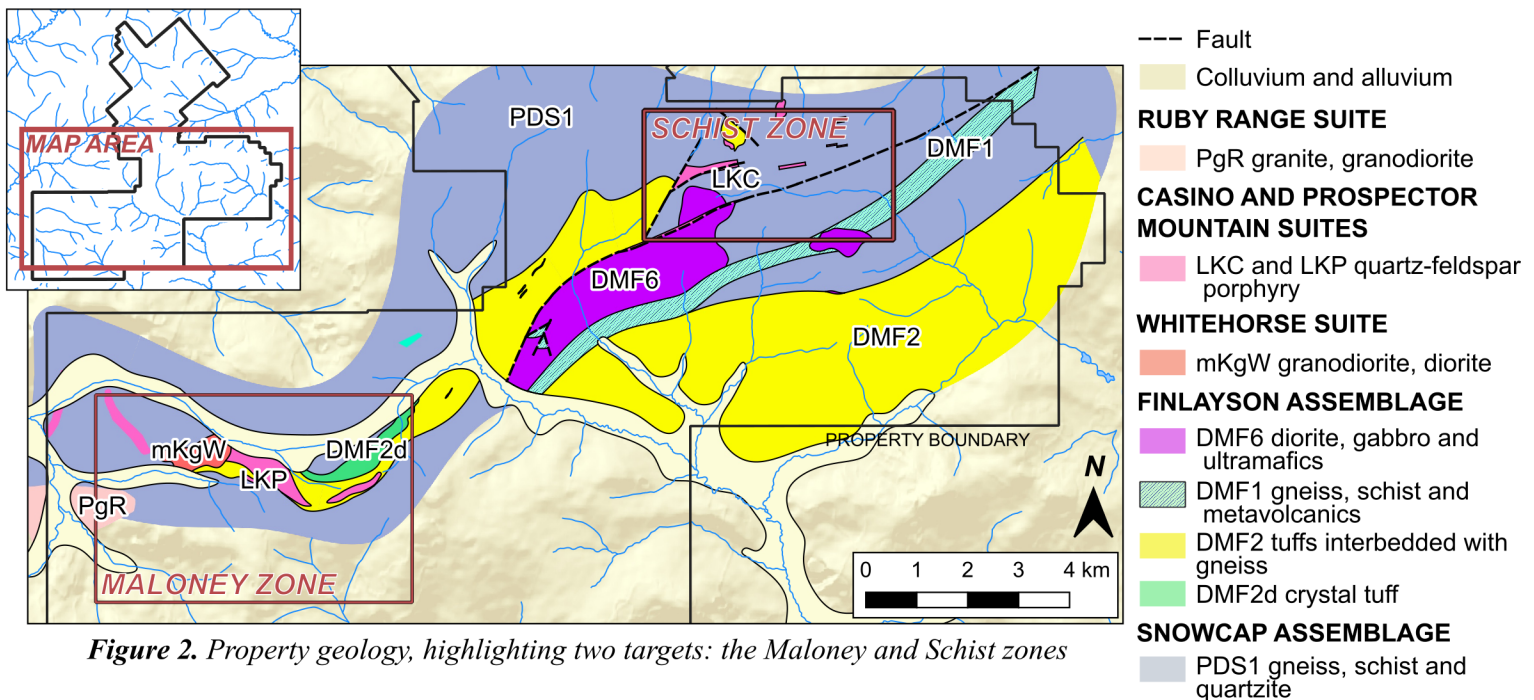 MAP AREA
PDS1
SCHIST ZONE
DMF1
LKC
DMF6
DMF2
PROPERTY BOUNDARY
mKgW
DMF2d
LKP
PgR
MALONEY ZONE
N
0 1 2 3 4 km
Fault
Colluvium and alluvium
RUBY RANGE SUITE
PgR granite, granodiorite
CASINO AND PROSPECTOR
MOUNTAIN SUITES
LKC and LKP quartz-feldspar
porphyry
WHITEHORSE SUITE
mKgW granodiorite, diorite
FINLAYSON ASSEMBLAGE
DMF6 diorite, gabbro and
ultramafics
DMF1 gneiss, schist and
metavolcanics
DMF2 tuffs interbedded with
gneiss
DMF2d crystal tuff
SNOWCAP ASSEMBLAGE
PDS1 gneiss, schist and
quartzite
Figure 2. Property geology, highlighting two targets: the Maloney and Schist zones